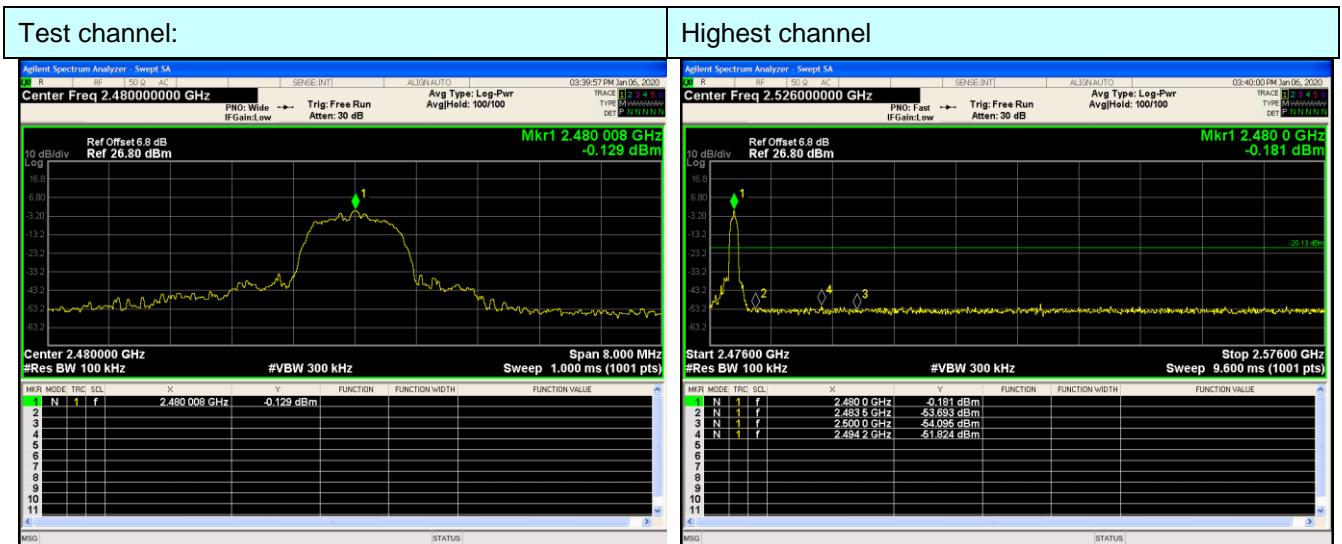 Test channel: Highest channel
Agilent Spectrum Analyzer - Swept SA
R RF 50 Ω AC SENSE:INT ALIGN AUTO 03:39:57 PM Jan 06, 2020
Center Freq 2.480000000 GHz
PNO: Wide
IFGain:Low
Trig: Free Run
Atten: 30 dB
Avg Type: Log-Pwr
Avg|Hold: 100/100
TRACE 1 2 3 4 5 6
TYPE M
DET P N N N N N
Mkr1 2.480 008 GHz
-0.129 dBm
Ref Offset 6.8 dB
10 dB/div Ref 26.80 dBm
Log
16.8
6.80
-3.20
-13.2
-23.2
-33.2
-43.2
-53.2
-63.2
1
Center 2.480000 GHz Span 8.000 MHz
#Res BW 100 kHz #VBW 300 kHz Sweep 1.000 ms (1001 pts)
MKR MODE TRC SCL X Y FUNCTION FUNCTION WIDTH FUNCTION VALUE
1 N 1 f 2.480 008 GHz -0.129 dBm
2
3
4
5
6
7
8
9
10
11
MSG STATUS
Agilent Spectrum Analyzer - Swept SA
R RF 50 Ω AC SENSE:INT ALIGN AUTO 03:40:00 PM Jan 06, 2020
Center Freq 2.526000000 GHz
PNO: Fast
IFGain:Low
Trig: Free Run
Atten: 30 dB
Avg Type: Log-Pwr
Avg|Hold: 100/100
TRACE 1 2 3 4 5 6
TYPE M
DET P N N N N N
Mkr1 2.480 0 GHz
-0.181 dBm
Ref Offset 6.8 dB
10 dB/div Ref 26.80 dBm
Log
16.8
6.80
-3.20
-13.2
-23.2
-33.2
-43.2
-53.2
-63.2
1
-20.13 dBm
2 4 3
Start 2.47600 GHz Stop 2.57600 GHz
#Res BW 100 kHz #VBW 300 kHz Sweep 9.600 ms (1001 pts)
MKR MODE TRC SCL X Y FUNCTION FUNCTION WIDTH FUNCTION VALUE
1 N 1 f 2.480 0 GHz -0.181 dBm
2 N 1 f 2.483 5 GHz -53.693 dBm
3 N 1 f 2.500 0 GHz -54.095 dBm
4 N 1 f 2.494 2 GHz -51.824 dBm
5
6
7
8
9
10
11
MSG STATUS